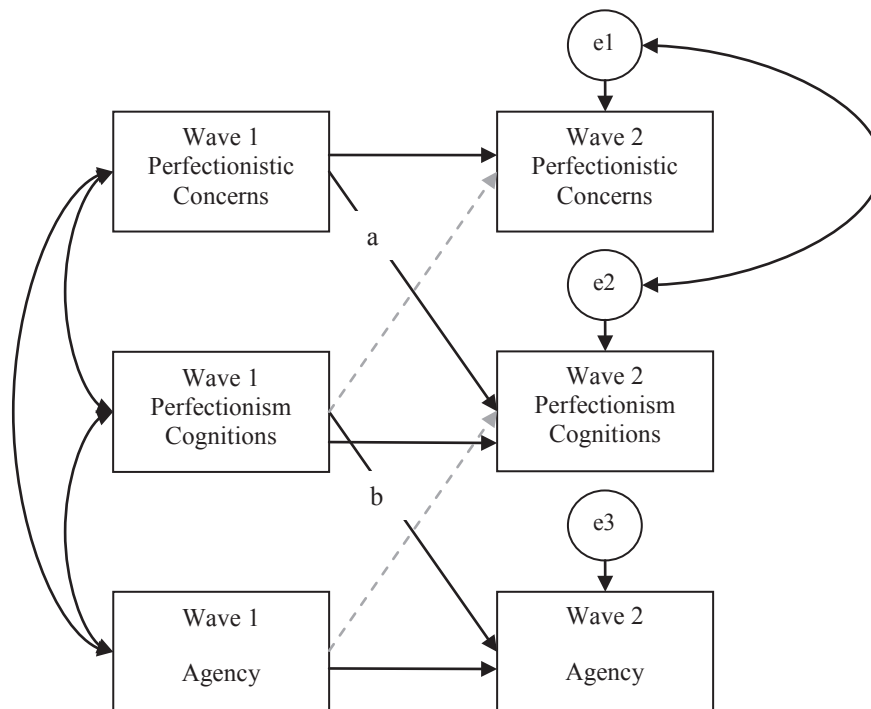 e1
Wave 1
Perfectionistic
Concerns
Wave 2
Perfectionistic
Concerns
a
e2
Wave 1
Perfectionism
Cognitions
Wave 2
Perfectionism
Cognitions
b
e3
Wave 1
Agency
Wave 2
Agency